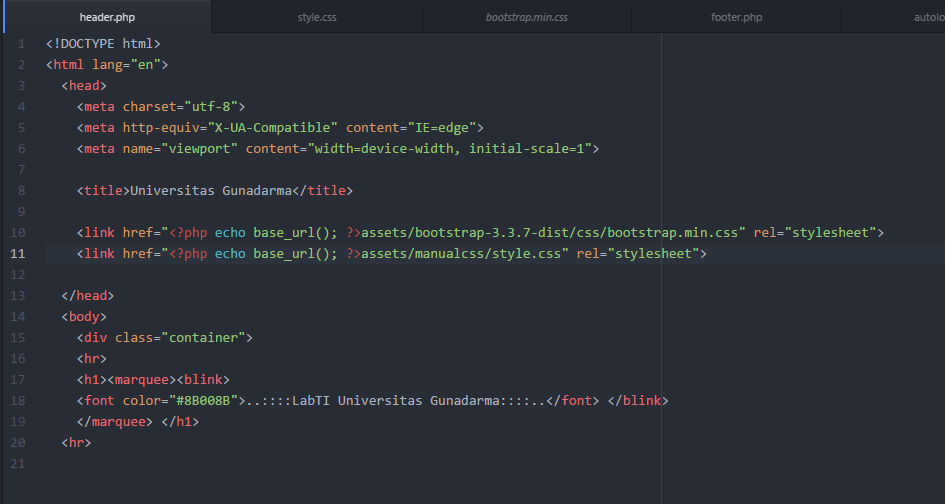 header.php
style.css
bootstrap.min.css
footer.php
autolo
1 <!DOCTYPE html>
2 <html lang="en">
3 <head>
4 <meta charset="utf-8">
5 <meta http-equiv="X-UA-Compatible" content="IE=edge">
6 <meta name="viewport" content="width=device-width, initial-scale=1">
7
8 <title>Universitas Gunadarma</title>
9
10 <link href="<?php echo base_url(); ?>assets/bootstrap-3.3.7-dist/css/bootstrap.min.css" rel="stylesheet">
11 <link href="<?php echo base_url(); ?>assets/manualcss/style.css" rel="stylesheet">
12
13 </head>
14 <body>
15 <div class="container">
16 <hr>
17 <h1><marquee><blink>
18 <font color="#8B008B">..::::LabTI Universitas Gunadarma::::..</font> </blink>
19 </marquee> </h1>
20 <hr>
21